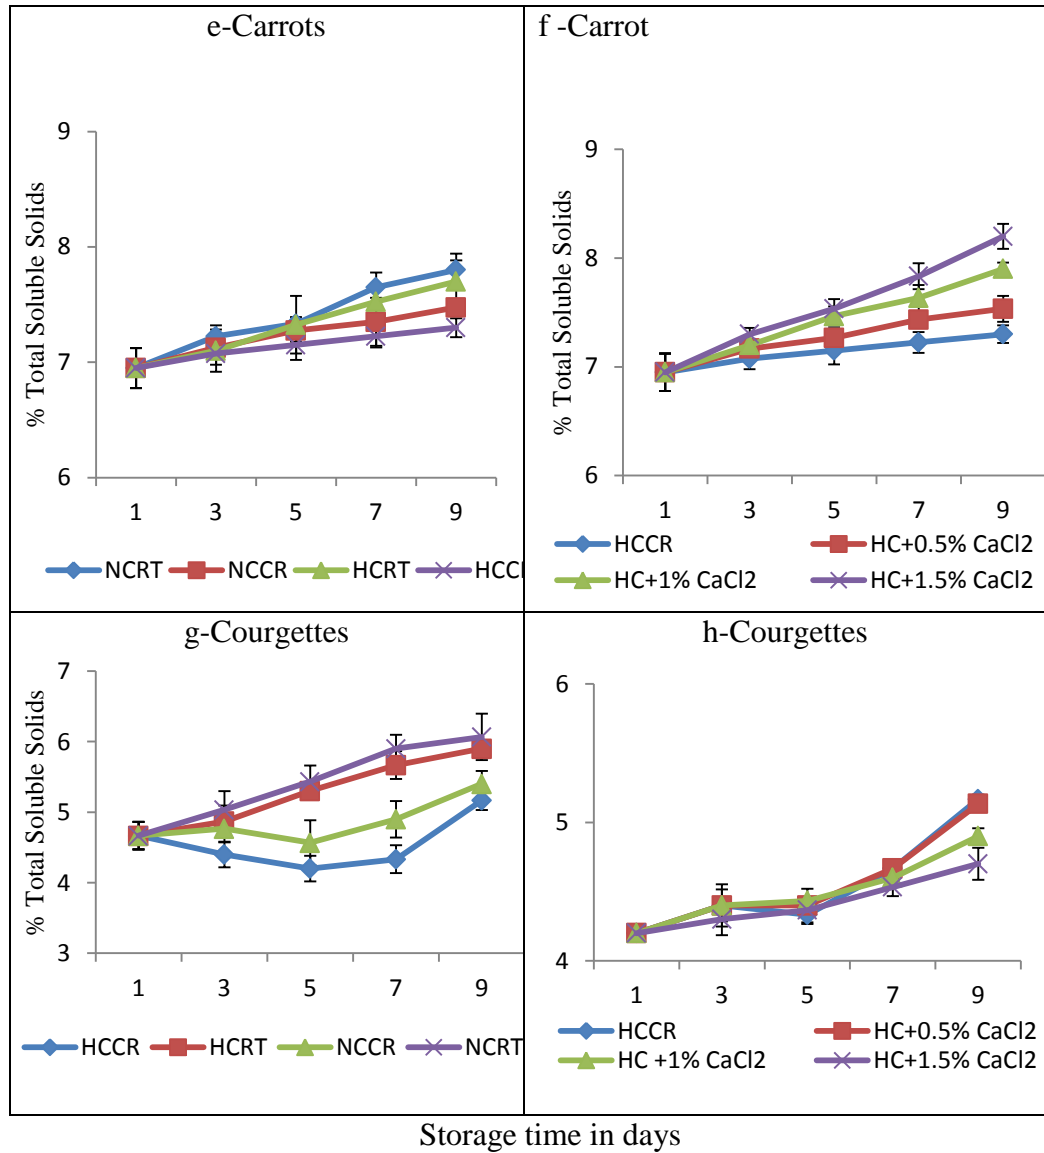 e-Carrots
% Total Soluble Solids
9
8
7
6
1 3 5 7 9
NCRT NCCR HCRT HCCI
f -Carrot
% Total Soluble Solids
9
8
7
6
1 3 5 7 9
HCCR HC+0.5% CaCl2
HC+1% CaCl2 HC+1.5% CaCl2
g-Courgettes
% Total Soluble Solids
7
6
5
4
3
1 3 5 7 9
HCCR HCRT NCCR NCRT
h-Courgettes
6
5
4
1 3 5 7 9
HCCR HC+0.5% CaCl2
HC +1% CaCl2 HC+1.5% CaCl2
Storage time in days